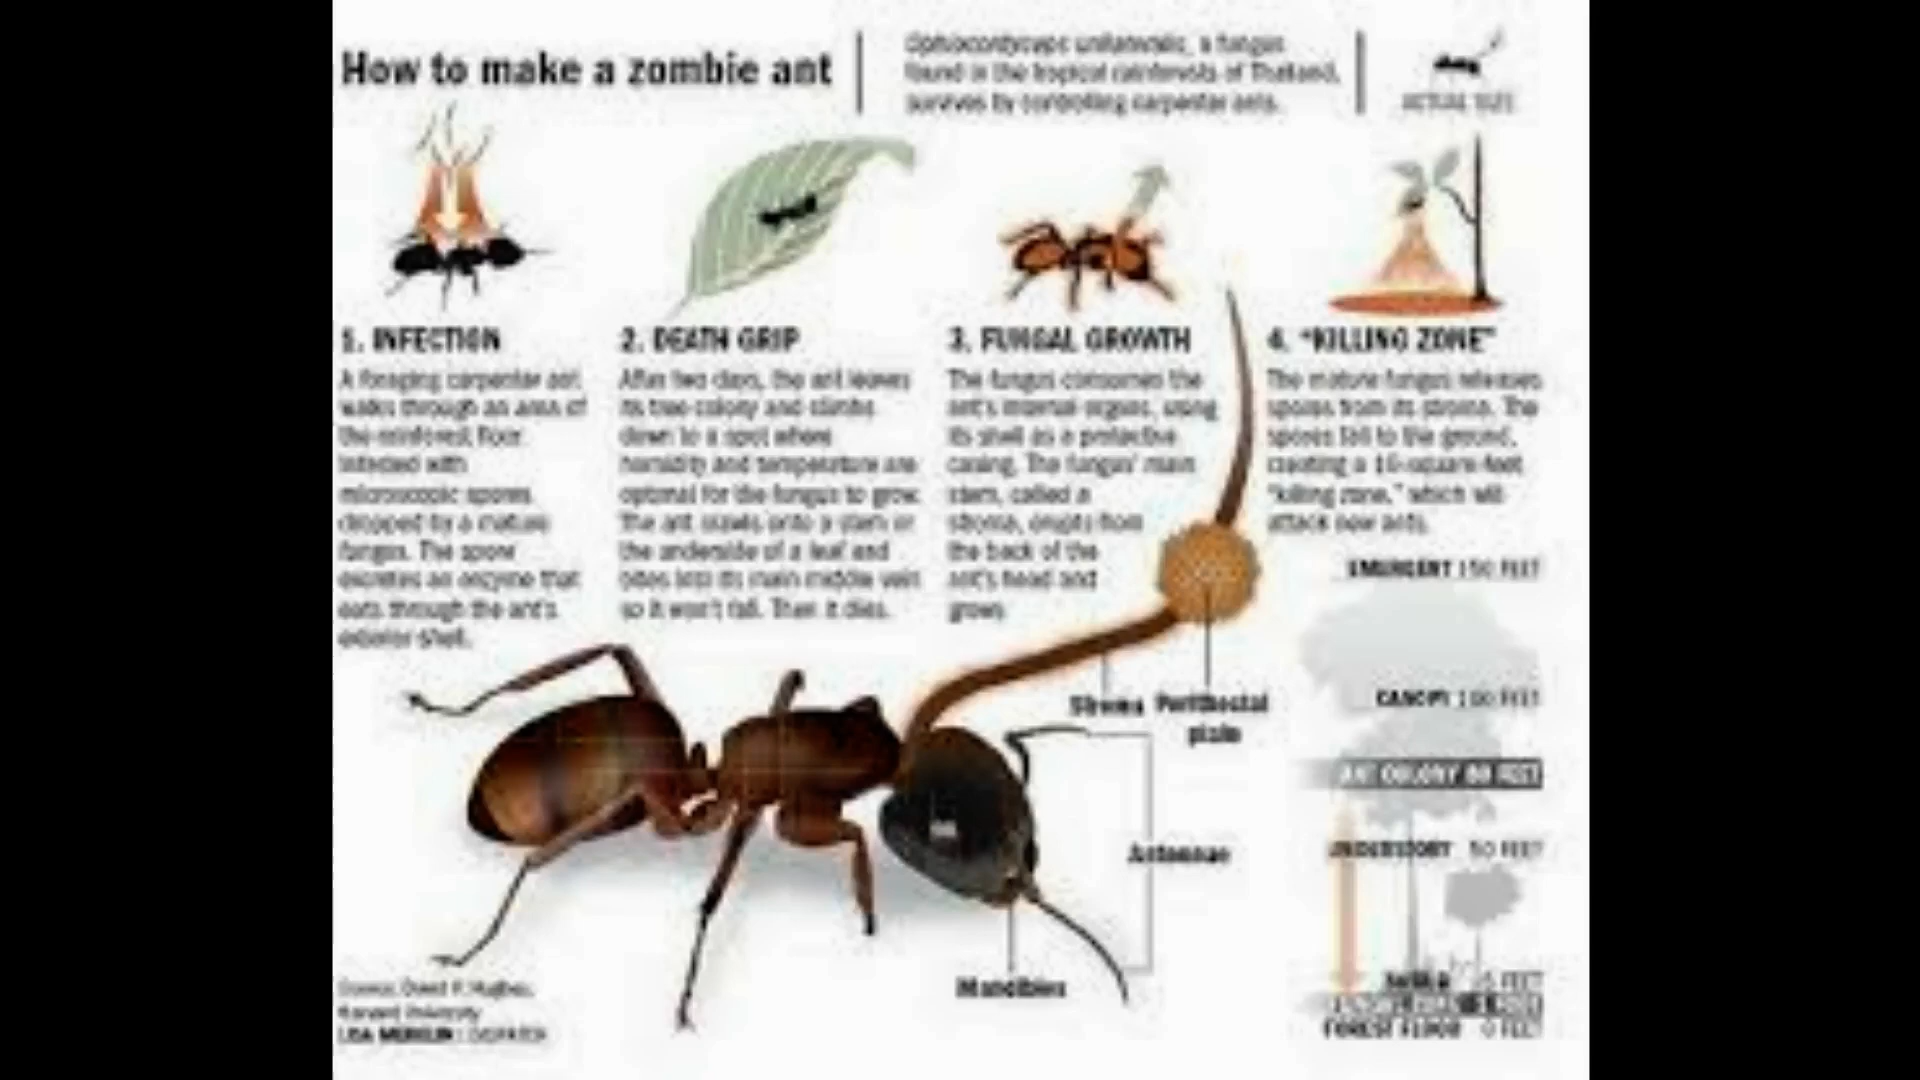 How to make a zombie ant
Ophiocordyceps unilateralis, a fungus
found in the tropical rainforests of Thailand,
survives by controlling carpenter ants.
ACTUAL SIZE
1. INFECTION
A foraging carpenter ant
walks through an area of
the rainforest floor
infested with
microscopic spores
dropped by a mature
fungus. The spore
excretes an enzyme that
eats through the ant's
exterior shell.
2. DEATH GRIP
After two days, the ant leaves
its tree colony and climbs
down to a spot where
humidity and temperature are
optimal for the fungus to grow.
The ant crawls onto a stem or
the underside of a leaf and
bites into its main middle vein
so it won't fall. Then it dies.
3. FUNGAL GROWTH
The fungus consumes the
ant's internal organs, using
its shell as a protective
casing. The fungus' main
stem, called a
stroma, erupts from
the back of the
ant's head and
grows
4. "KILLING ZONE"
The mature fungus releases
spores from its stroma. The
spores fall to the ground,
creating a 10-square-foot
"killing zone," which will
attack new ants.
EMERGENT 150 FEET
CANOPY 100 FEET
ANT COLONY 80 FEET
UNDERSTORY 50 FEET
FEET
FOREST FLOOR 0 FEET
Stroma
Perithecial
plate
Antennae
Mandibles
Source: David P. Hughes,
Harvard University
DISPATCH